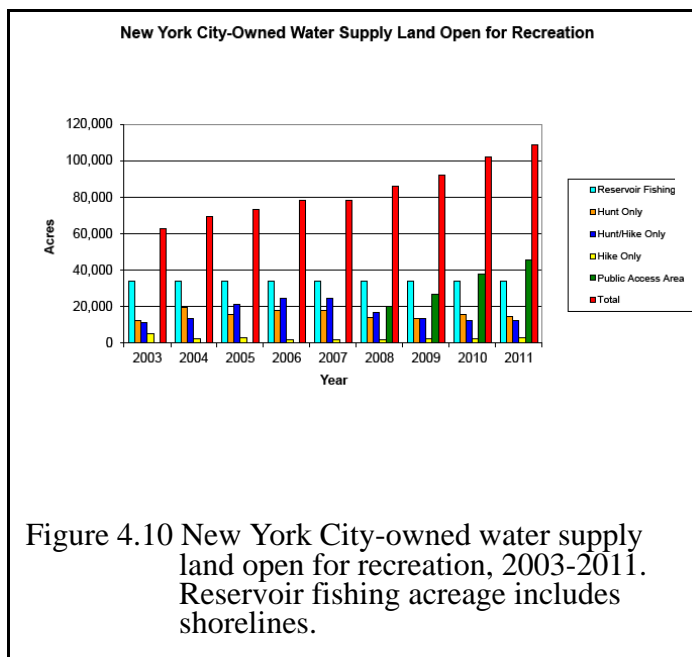 New York City-Owned Water Supply Land Open for Recreation
120,000
100,000
80,000
60,000
40,000
20,000
0
Acres
2003 2004 2005 2006 2007 2008 2009 2010 2011
Year
Reservoir Fishing
Hunt Only
Hunt/Hike Only
Hike Only
Public Access Area
Total
Figure 4.10 New York City-owned water supply
land open for recreation, 2003-2011.
Reservoir fishing acreage includes
shorelines.